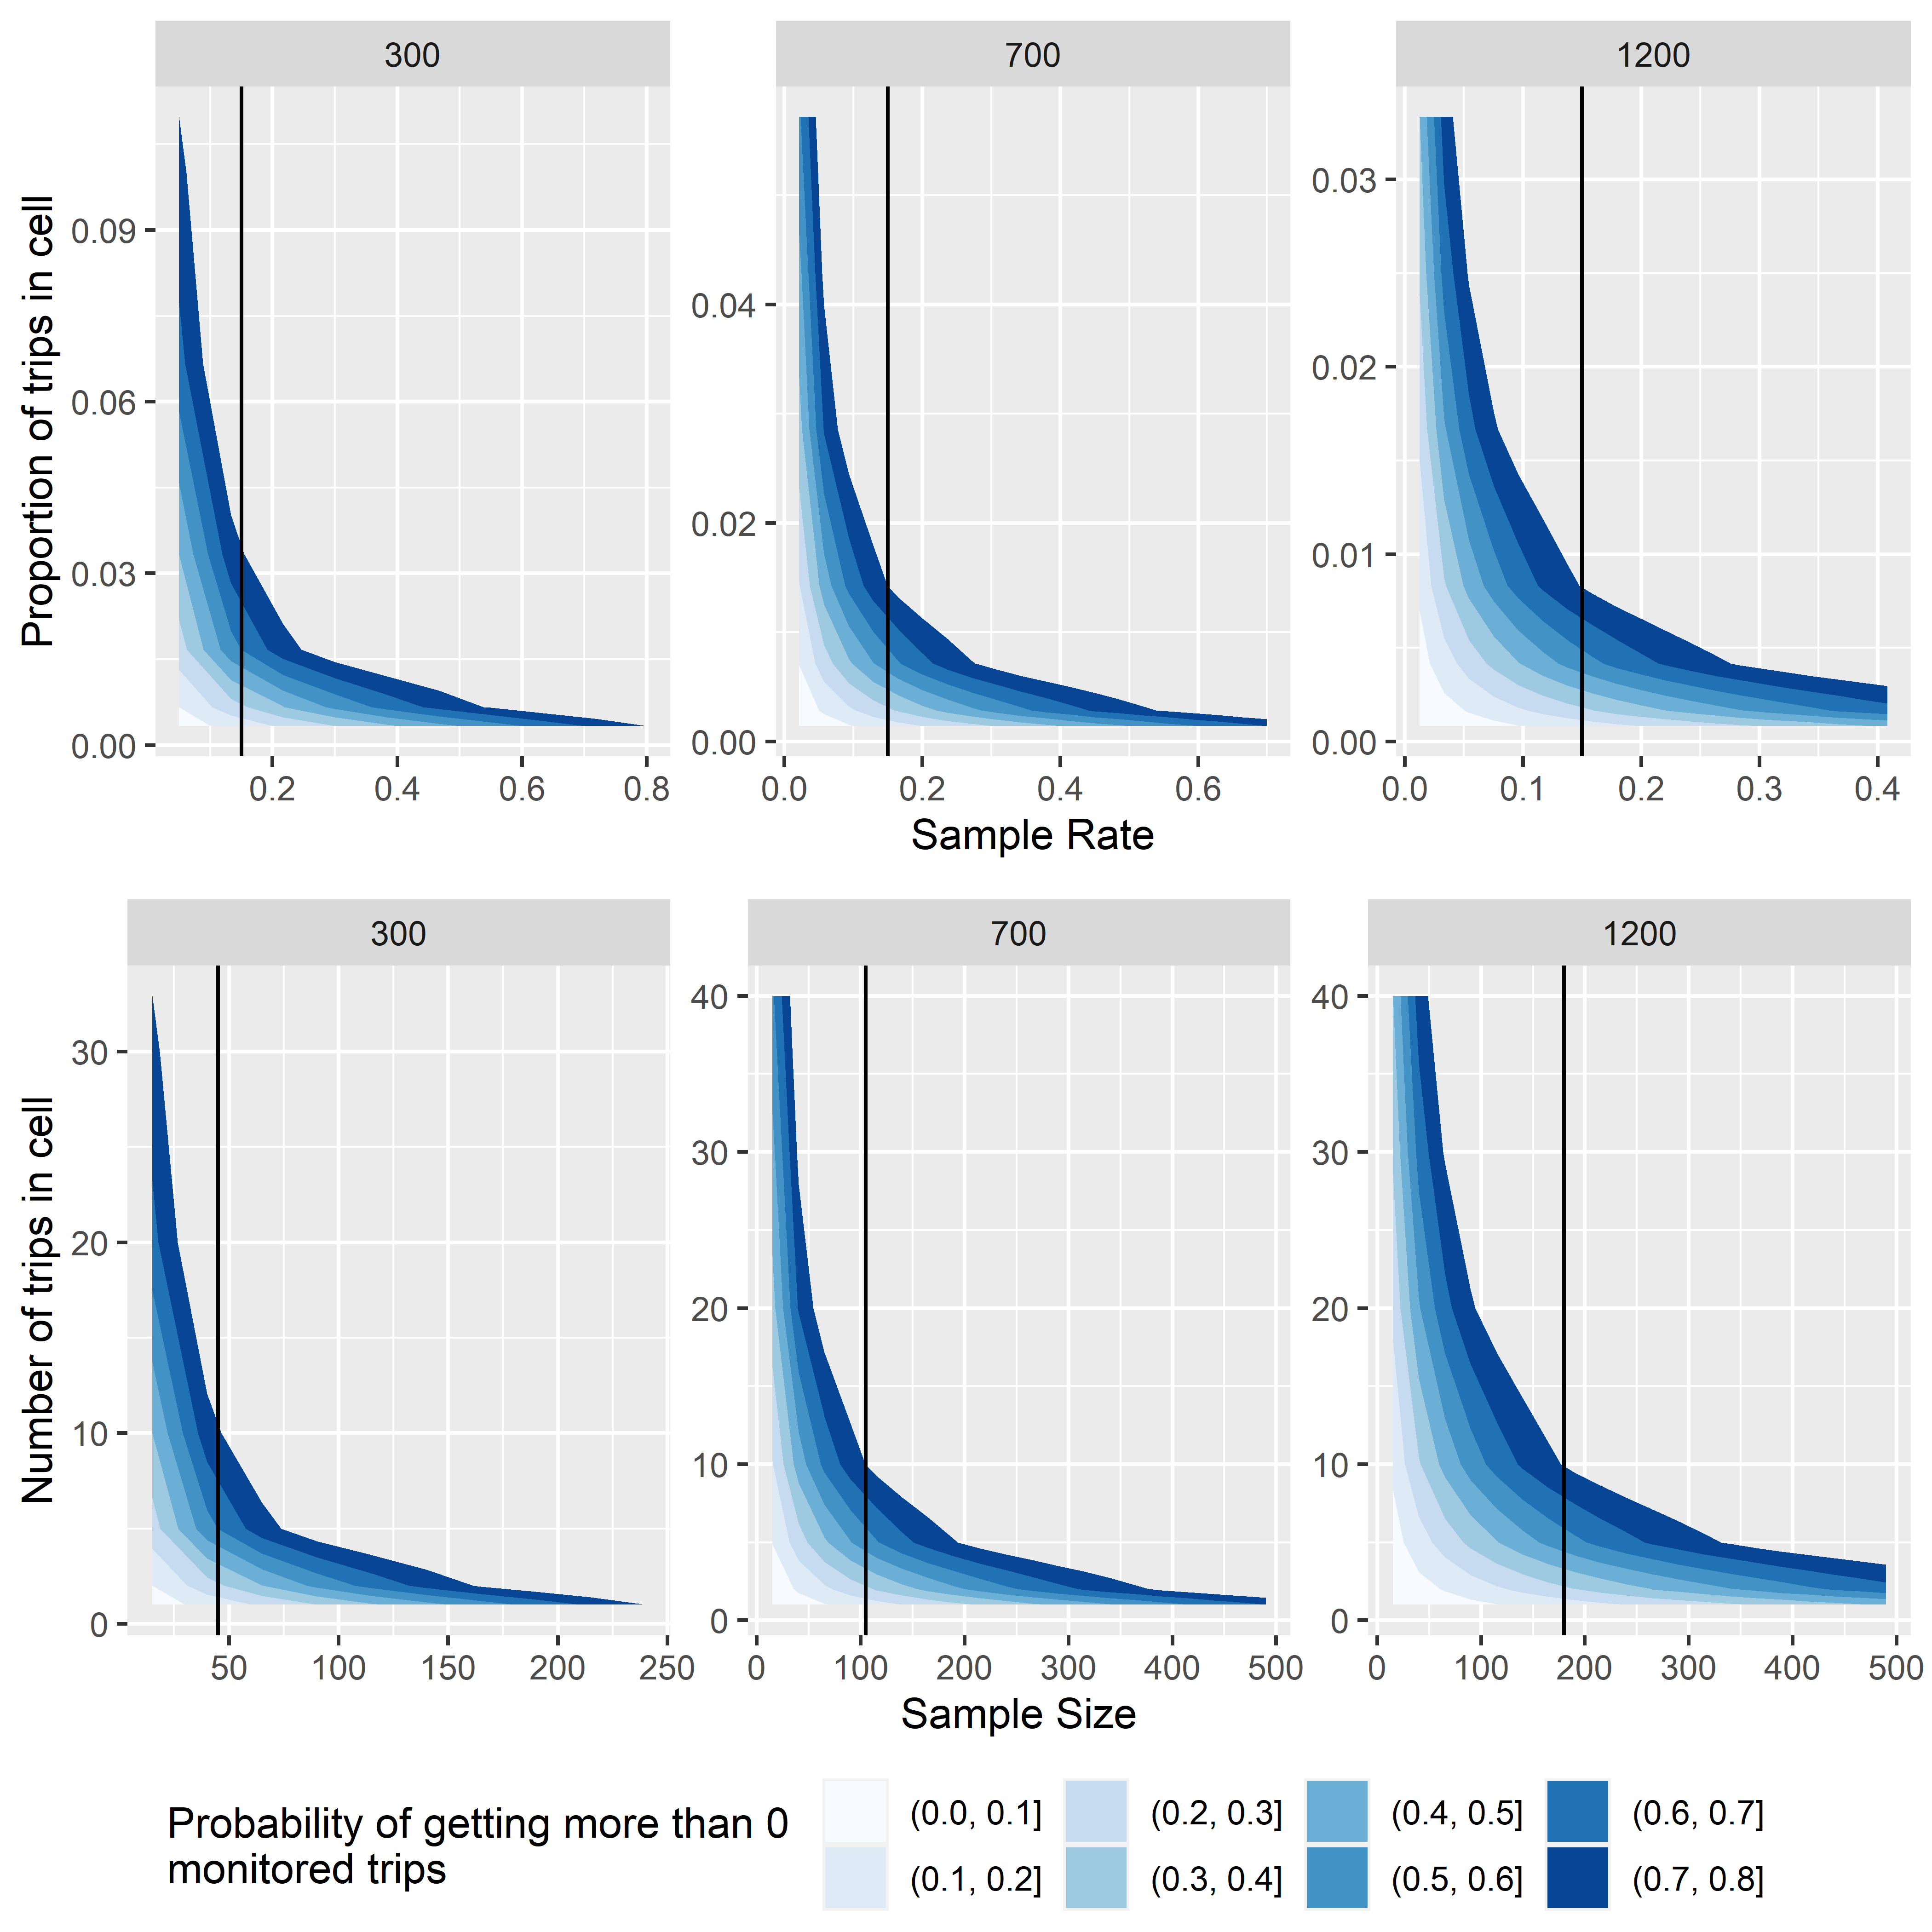 300 700 1200
Proportion of trips in cell
0.09
0.06
0.03
0.00
0.04
0.02
0.00
0.03
0.02
0.01
0.00
0.2 0.4 0.6 0.8 0.0 0.2 0.4 0.6 0.0 0.1 0.2 0.3 0.4
Sample Rate
300 700 1200
Number of trips in cell
30
20
10
0
40
30
20
10
0
40
30
20
10
0
50 100 150 200 250 0 100 200 300 400 500 0 100 200 300 400 500
Sample Size
Probability of getting more than 0
monitored trips
(0.0, 0.1] (0.2, 0.3] (0.4, 0.5] (0.6, 0.7]
(0.1, 0.2] (0.3, 0.4] (0.5, 0.6] (0.7, 0.8]